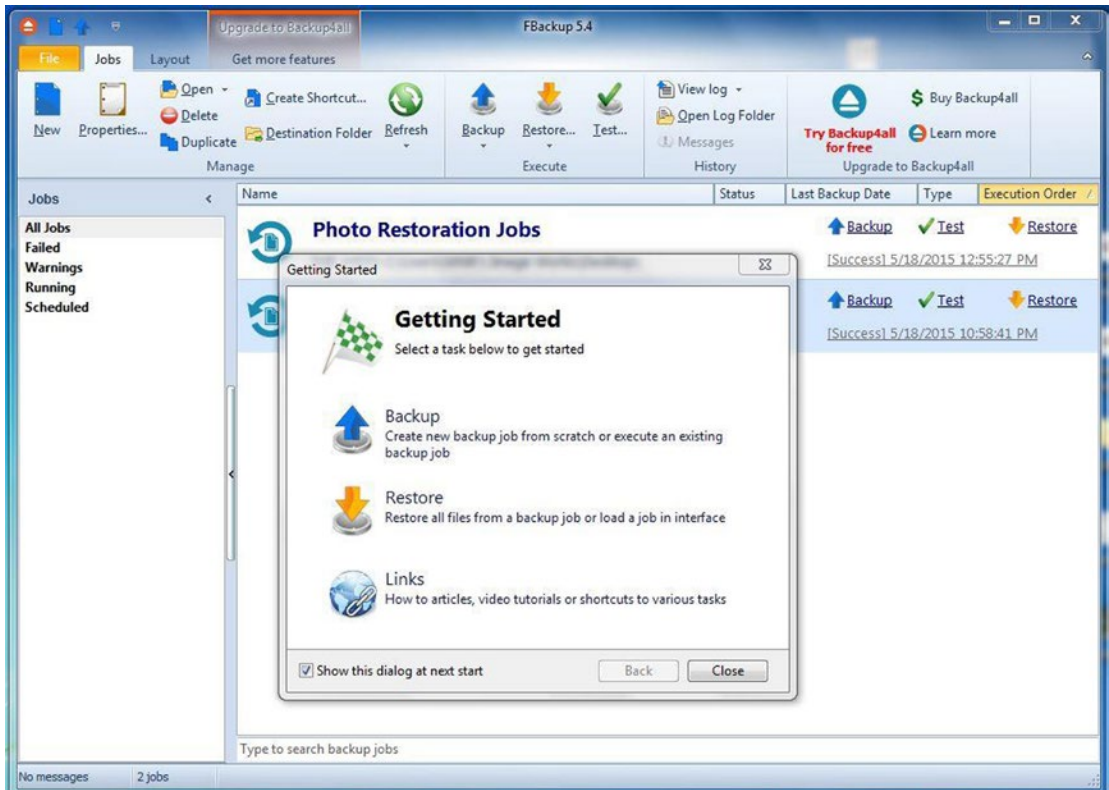 Upgrade to Backup4all
FBackup 5.4
File Jobs Layout Get more features
New
Properties...
Open
Delete
Duplicate
Create Shortcut...
Destination Folder
Refresh
Manage
Backup
Restore...
Test...
Execute
View log
Open Log Folder
Messages
History
Try Backup4all
for free
$ Buy Backup4all
Learn more
Upgrade to Backup4all
Jobs
All Jobs
Failed
Warnings
Running
Scheduled
Name Status Last Backup Date Type Execution Order
Photo Restoration Jobs
Backup Test Restore
[Success] 5/18/2015 12:55:27 PM
Backup Test Restore
[Success] 5/18/2015 10:58:41 PM
Getting Started
Getting Started
Select a task below to get started
Backup
Create new backup job from scratch or execute an existing
backup job
Restore
Restore all files from a backup job or load a job in interface
Links
How to articles, video tutorials or shortcuts to various tasks
Show this dialog at next start
Back
Close
Type to search backup jobs
No messages 2 jobs